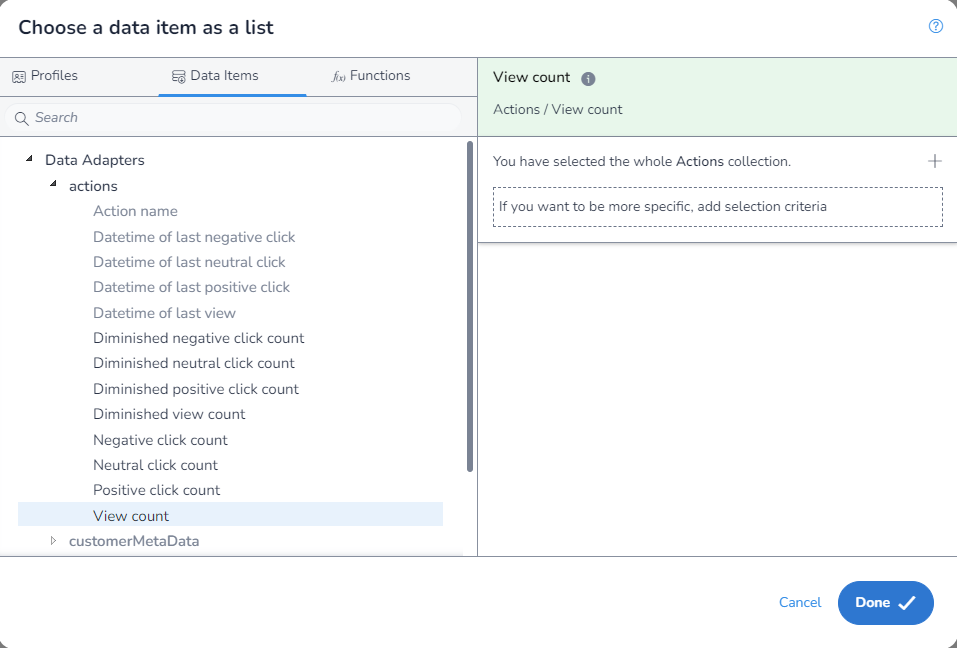 Choose a data item as a list
?
Profiles
Data Items
f(x) Functions
Search
Data Adapters
actions
Action name
Datetime of last negative click
Datetime of last neutral click
Datetime of last positive click
Datetime of last view
Diminished negative click count
Diminished neutral click count
Diminished positive click count
Diminished view count
Negative click count
Neutral click count
Positive click count
View count
customerMetaData
View count i
Actions / View count
You have selected the whole Actions collection.
If you want to be more specific, add selection criteria
Cancel
Done